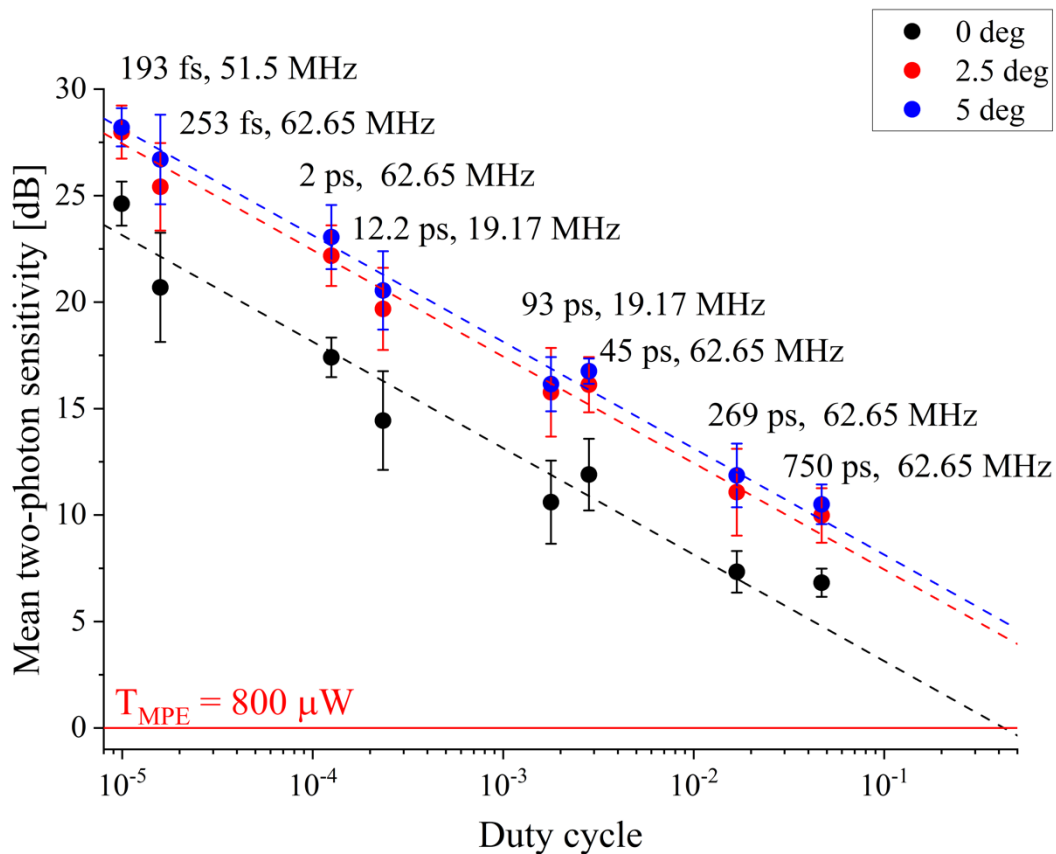 0 deg
2.5 deg
5 deg
193 fs, 51.5 MHz
253 fs, 62.65 MHz
2 ps, 62.65 MHz
12.2 ps, 19.17 MHz
93 ps, 19.17 MHz
45 ps, 62.65 MHz
269 ps, 62.65 MHz
750 ps, 62.65 MHz
T_MPE = 800 μW
Mean two-photon sensitivity [dB]
30
25
20
15
10
5
0
10⁻⁵ 10⁻⁴ 10⁻³ 10⁻² 10⁻¹
Duty cycle